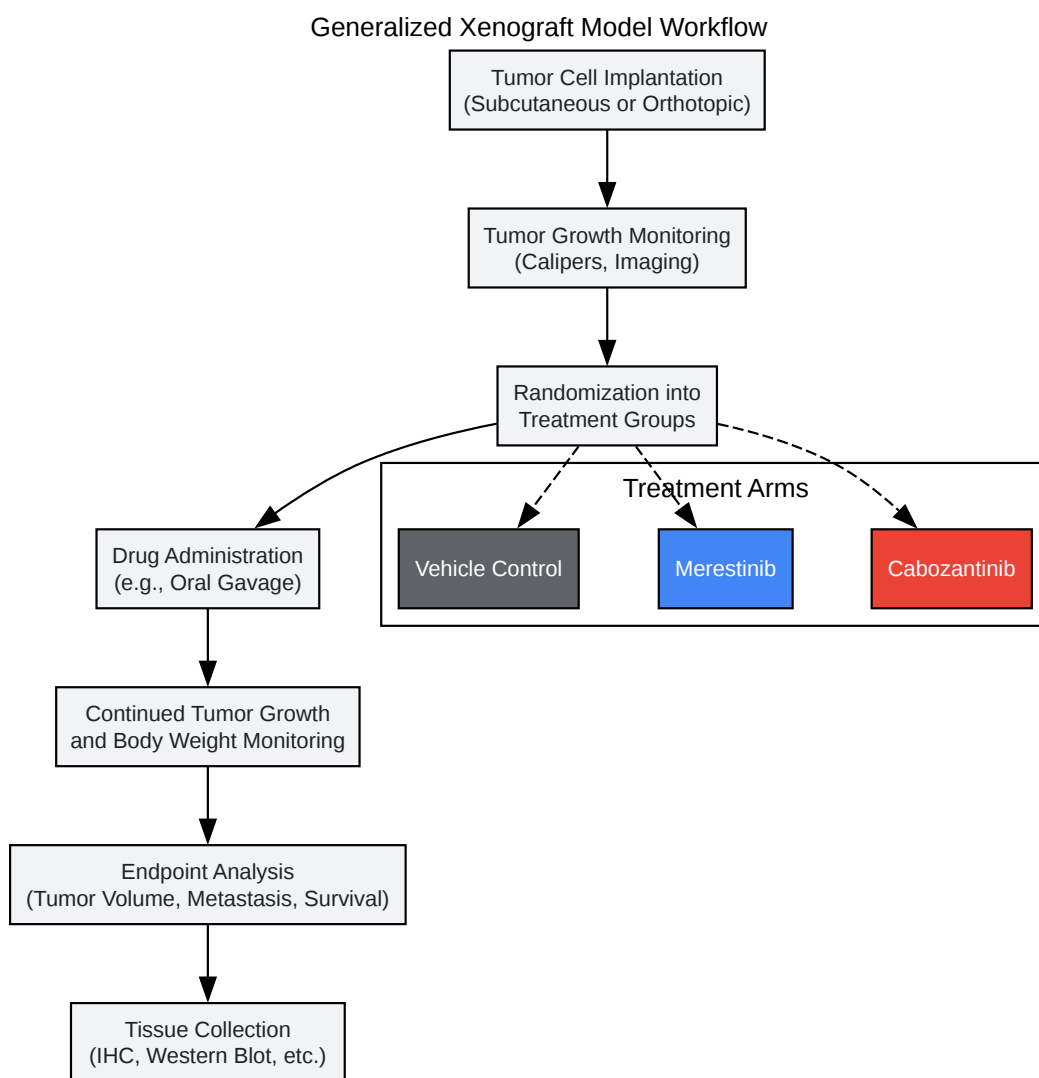 Generalized Xenograft Model Workflow
Tumor Cell Implantation
(Subcutaneous or Orthotopic)
Tumor Growth Monitoring
(Calipers, Imaging)
Randomization into
Treatment Groups
Treatment Arms
Vehicle Control
Merestinib
Cabozantinib
Drug Administration
(e.g., Oral Gavage)
Continued Tumor Growth
and Body Weight Monitoring
Endpoint Analysis
(Tumor Volume, Metastasis, Survival)
Tissue Collection
(IHC, Western Blot, etc.)